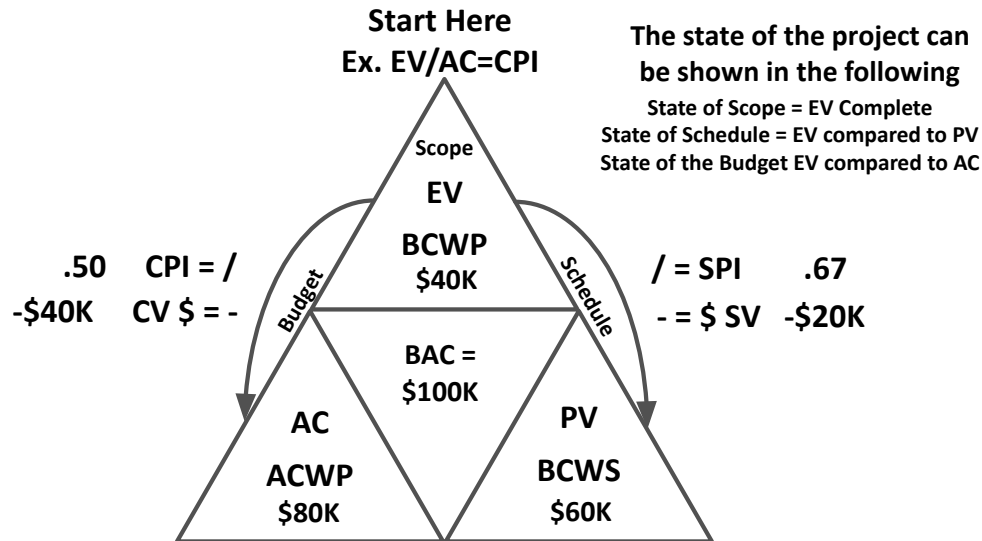 Start Here
Ex. EV/AC=CPI
The state of the project can
be shown in the following
State of Scope = EV Complete
State of Schedule = EV compared to PV
State of the Budget EV compared to AC
Scope
EV
BCWP
$40K
Budget
Schedule
.50 CPI = /
-$40K CV $ = -
/ = SPI .67
- = $ SV -$20K
BAC =
$100K
AC
ACWP
$80K
PV
BCWS
$60K